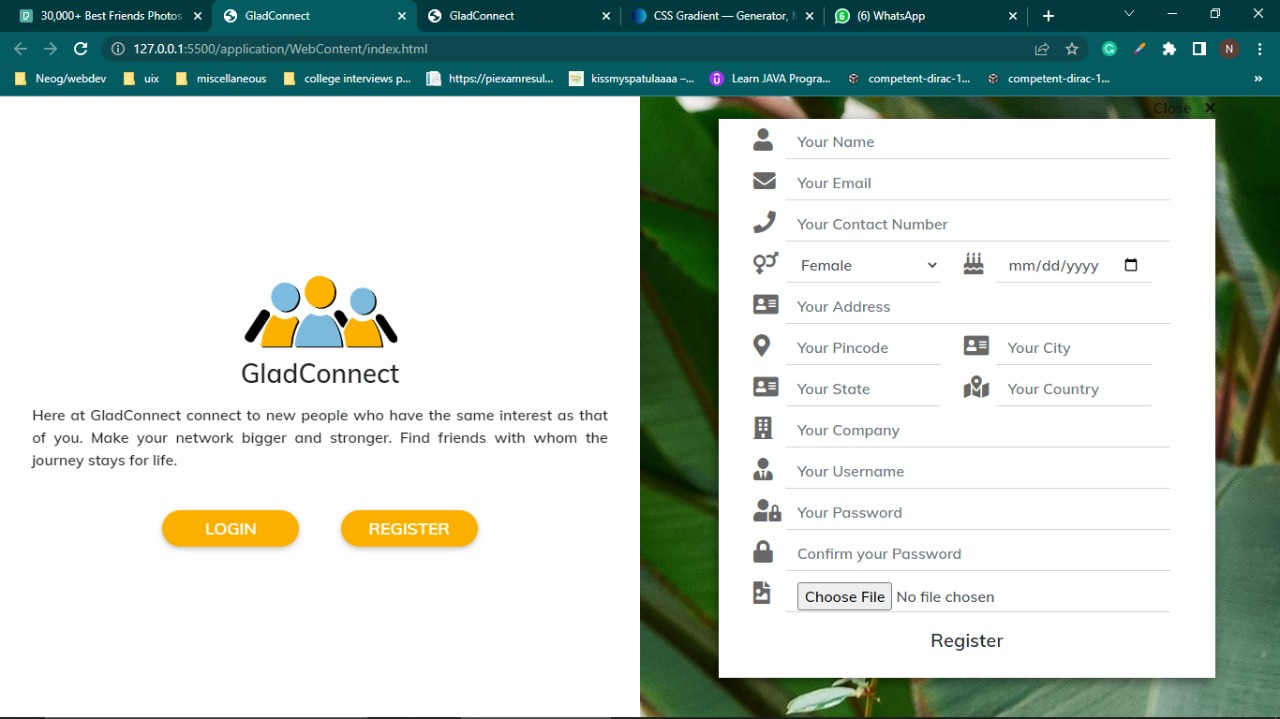 30,000+ Best Friends Photos
GladConnect
GladConnect
CSS Gradient — Generator,
(6) WhatsApp
127.0.0.1:5500/application/WebContent/index.html
N
Neog/webdev
uix
miscellaneous
college interviews p...
https://piexamresul...
kissmyspatulaaaa –...
Learn JAVA Progra...
competent-dirac-1...
competent-dirac-1...
»
GladConnect
Here at GladConnect connect to new people who have the same interest as that
of you. Make your network bigger and stronger. Find friends with whom the
journey stays for life.
LOGIN
REGISTER
Close
Your Name
Your Email
Your Contact Number
Female
mm/dd/yyyy
Your Address
Your Pincode
Your City
Your State
Your Country
Your Company
Your Username
Your Password
Confirm your Password
Choose File No file chosen
Register